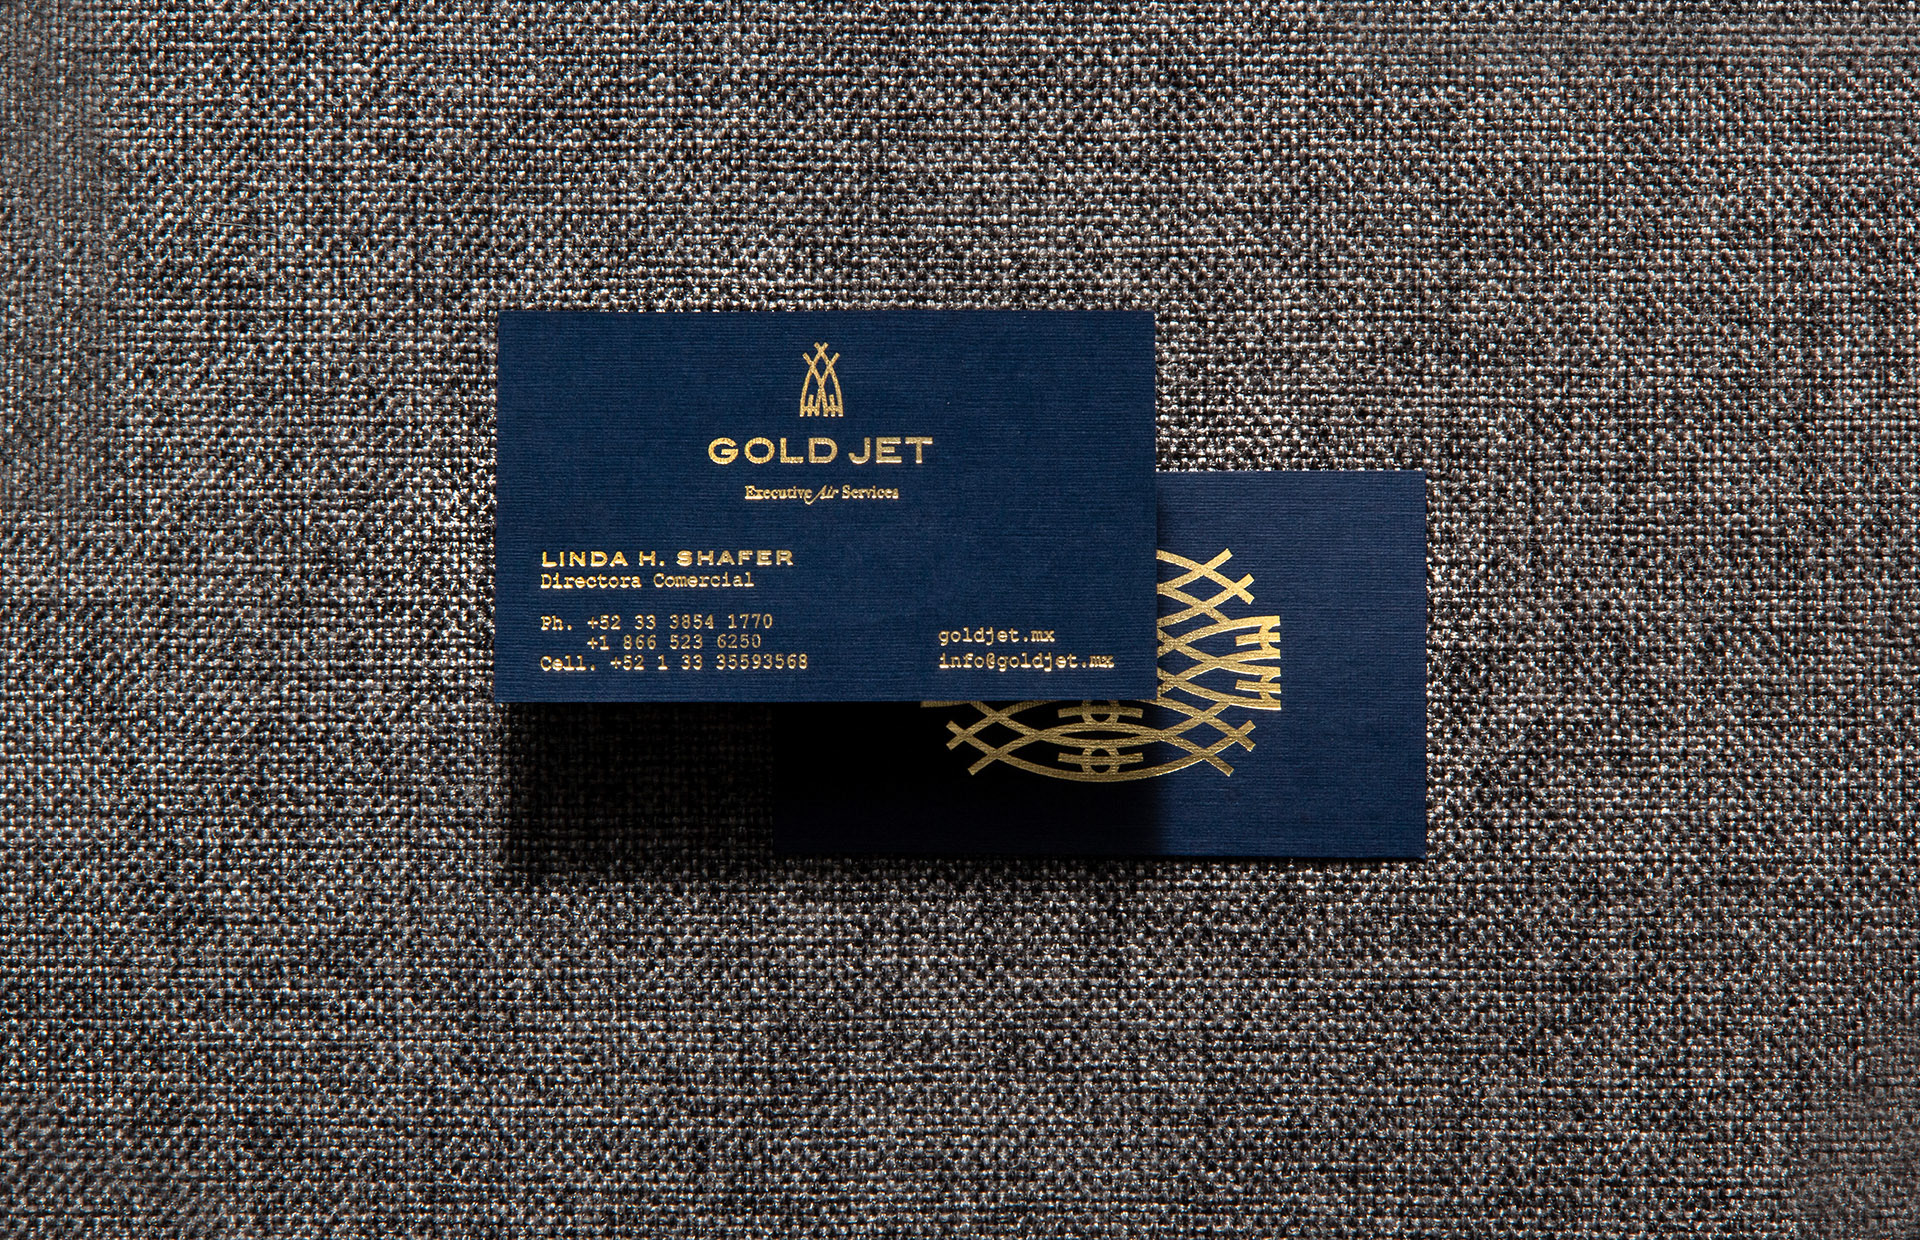 GOLD JET
Executive Air Services
LINDA H. SHAFER
Directora Comercial
Ph. +52 33 3854 1770
+1 866 523 6250
Cell. +52 1 33 35593568
goldjet.mx
info@goldjet.mx